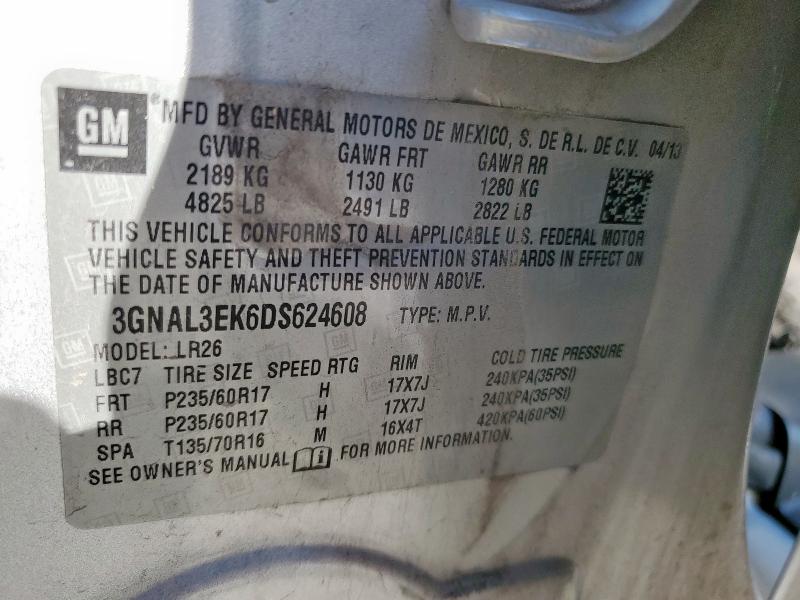 GM
® MFD BY GENERAL MOTORS DE MEXICO, S. DE R.L. DE C.V. 04/13
GVWR GAWR FRT GAWR RR
2189 KG 1130 KG 1280 KG
4825 LB 2491 LB 2822 LB
THIS VEHICLE CONFORMS TO ALL APPLICABLE U.S. FEDERAL MOTOR
VEHICLE SAFETY AND THEFT PREVENTION STANDARDS IN EFFECT ON
THE DATE OF MANUFACTURE SHOWN ABOVE.
3GNAL3EK6DS624608 TYPE: M.P.V.
MODEL: LR26
LBC7 TIRE SIZE SPEED RTG RIM COLD TIRE PRESSURE
FRT P235/60R17 H 17X7J 240KPA(35PSI)
RR P235/60R17 H 17X7J 240KPA(35PSI)
SPA T135/70R16 M 16X4T 420KPA(60PSI)
SEE OWNER'S MANUAL FOR MORE INFORMATION.